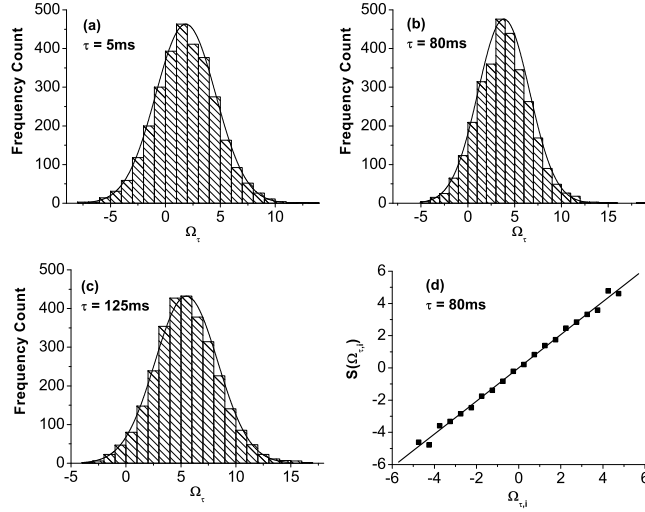 (a)
τ = 5ms
Frequency Count
500
400
300
200
100
0
-5 0 5 10
Ωτ
(b)
τ = 80ms
Frequency Count
500
400
300
200
100
0
-5 0 5 10 15
Ωτ
(c)
τ = 125ms
Frequency Count
500
400
300
200
100
0
-5 0 5 10 15
Ωτ
(d)
τ = 80ms
S(Ωτ,i)
6
4
2
0
-2
-4
-6
-6 -4 -2 0 2 4 6
Ωτ,i